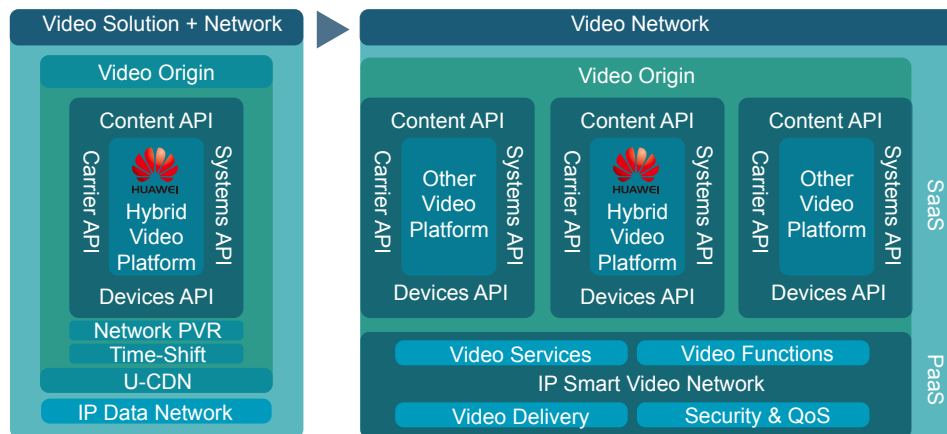 Video Solution + Network
Video Origin
Content API
Carrier API
HUAWEI
Hybrid
Video
Platform
Systems API
Devices API
Network PVR
Time-Shift
U-CDN
IP Data Network
Video Network
Video Origin
Content API
Carrier API
Other
Video
Platform
Systems API
Devices API
Content API
Carrier API
HUAWEI
Hybrid
Video
Platform
Systems API
Devices API
Content API
Carrier API
Other
Video
Platform
Systems API
Devices API
SaaS
Video Services
Video Functions
IP Smart Video Network
Video Delivery
Security & QoS
PaaS